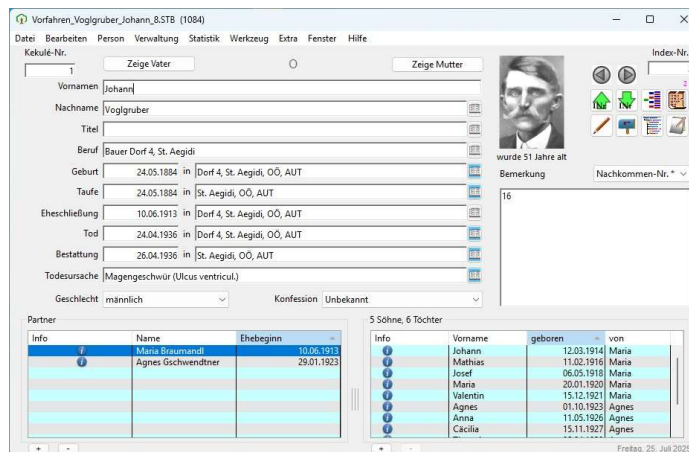 Vorfahren_Voglgruber_Johann_8.STB (1084)
Datei Bearbeiten Person Verwaltung Statistik Werkzeug Extra Fenster Hilfe
Kekulé-Nr.
1
Zeige Vater
Zeige Mutter
Index-Nr.
Vornamen Johann
Nachname Voglgruber
Titel
Beruf Bauer Dorf 4, St. Aegidi
Geburt 24.05.1884 in Dorf 4, St. Aegidi, OÖ, AUT
Taufe 24.05.1884 in St. Aegidi, OÖ, AUT
Eheschließung 10.06.1913 in Dorf 4, St. Aegidi, OÖ, AUT
Tod 24.04.1936 in Dorf 4, St. Aegidi, OÖ, AUT
Bestattung 26.04.1936 in St. Aegidi, OÖ, AUT
Todesursache Magengeschwür (Ulcus ventricul.)
Geschlecht männlich Konfession Unbekannt
wurde 51 Jahre alt
Bemerkung Nachkommen-Nr. *
16
Partner
Info Name Ehebeginn
Maria Braumandl 10.06.1913
Agnes Gschwendtner 29.01.1923
5 Söhne, 6 Töchter
Info Vorname geboren von
Johann 12.03.1914 Maria
Mathias 11.02.1916 Maria
Josef 06.05.1918 Maria
Maria 20.01.1920 Maria
Valentin 15.12.1921 Maria
Agnes 01.10.1923 Agnes
Anna 11.05.1926 Agnes
Cäcilia 15.11.1927 Agnes
+ -
+ -
Freitag, 25. Juli 2025